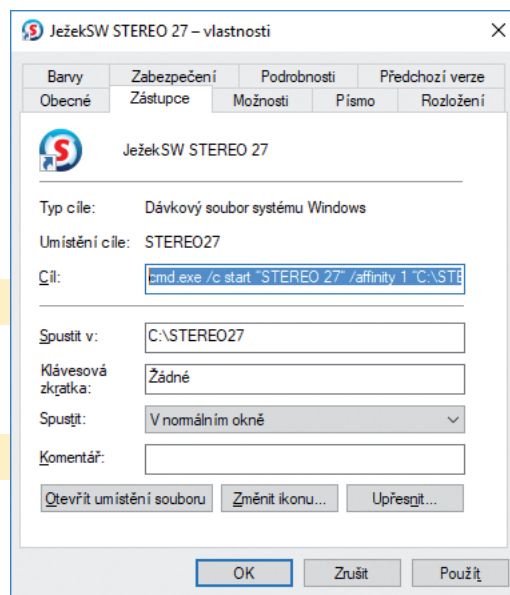 JežekSW STEREO 27 – vlastnosti
Barvy Zabezpečení Podrobnosti Předchozí verze
Obecné Zástupce Možnosti Písmo Rozložení
JežekSW STEREO 27
Typ cíle: Dávkový soubor systému Windows
Umístění cíle: STEREO27
Cíl: cmd.exe /c start "STEREO 27" /affinity 1 "C:\STE
Spustit v: C:\STEREO27
Klávesová
zkratka: Žádné
Spustit: V normálním okně
Komentář:
Otevřít umístění souboru Změnit ikonu... Upřesnit...
OK Zrušit Použít